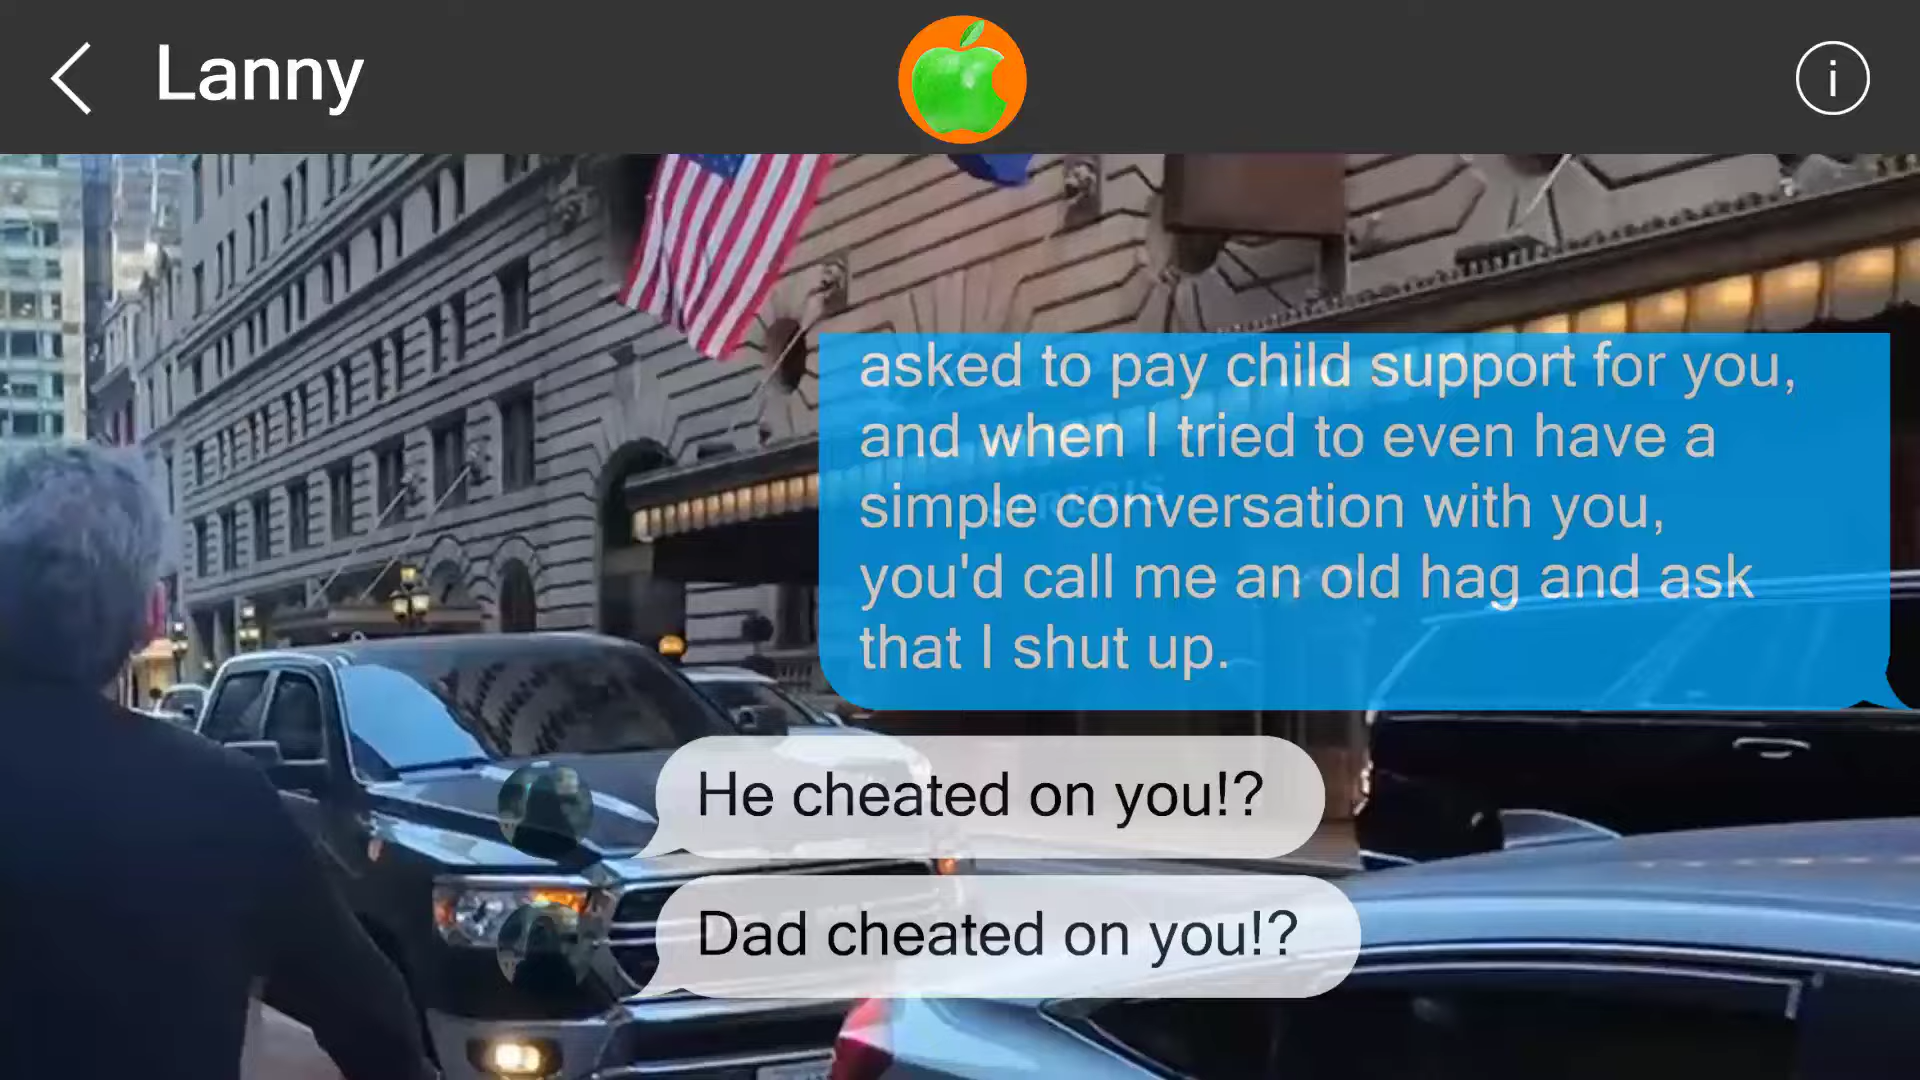 Lanny
asked to pay child support for you,
and when I tried to even have a
simple conversation with you,
you'd call me an old hag and ask
that I shut up.
He cheated on you!?
Dad cheated on you!?